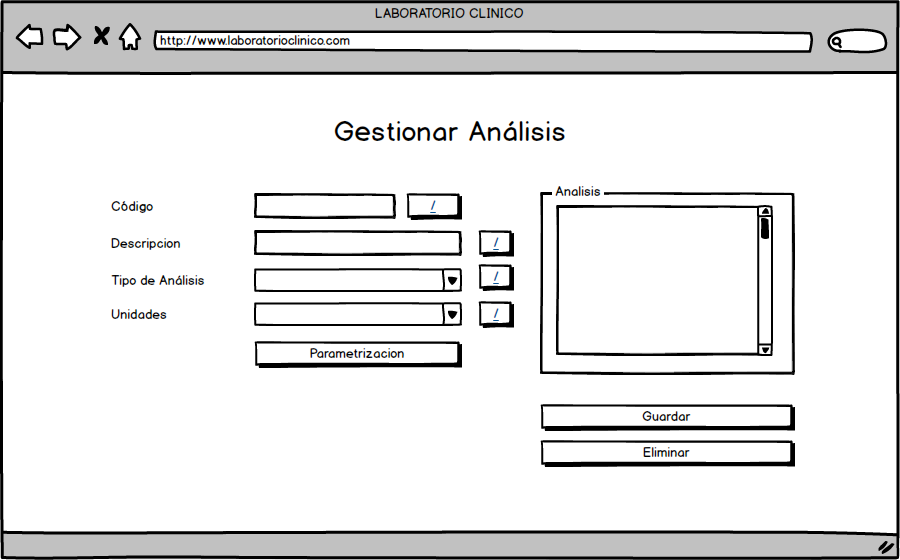 LABORATORIO CLINICO
http://www.laboratorioclinico.com
Gestionar Análisis
Código
/
Descripcion
/
Tipo de Análisis
/
Unidades
/
Parametrizacion
Analisis
Guardar
Eliminar